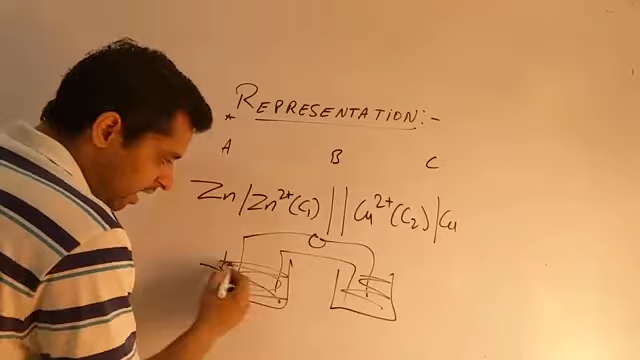 * REPRESENTATION:-
A B C
Zn/Zn²⁺(C₁)||Cu²⁺(C₂)|Cu